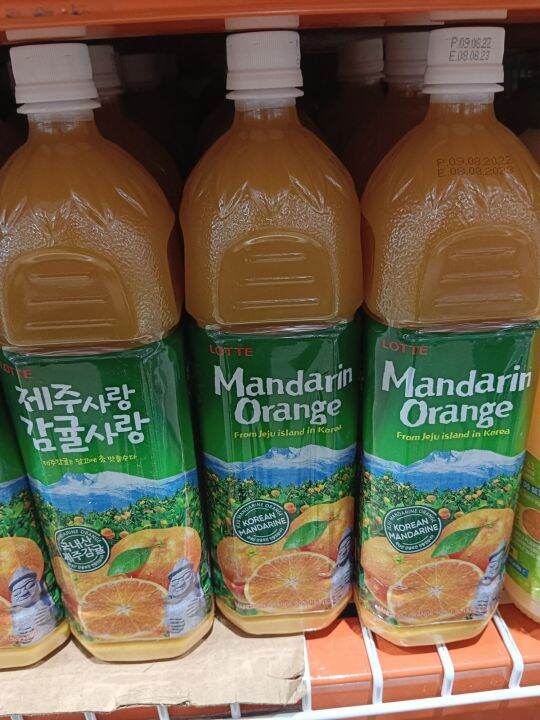 P.09.08.22
E.08.08.23
P.09.08.2022
E.08.08.2023
LOTTE
제주사랑
감귤사랑
LOTTE
Mandarin
Orange
From Jeju island in Korea
KOREAN
MANDARINE
LOTTE
Mandarin
Orange
From Jeju island in Korea
KOREAN
MANDARINE